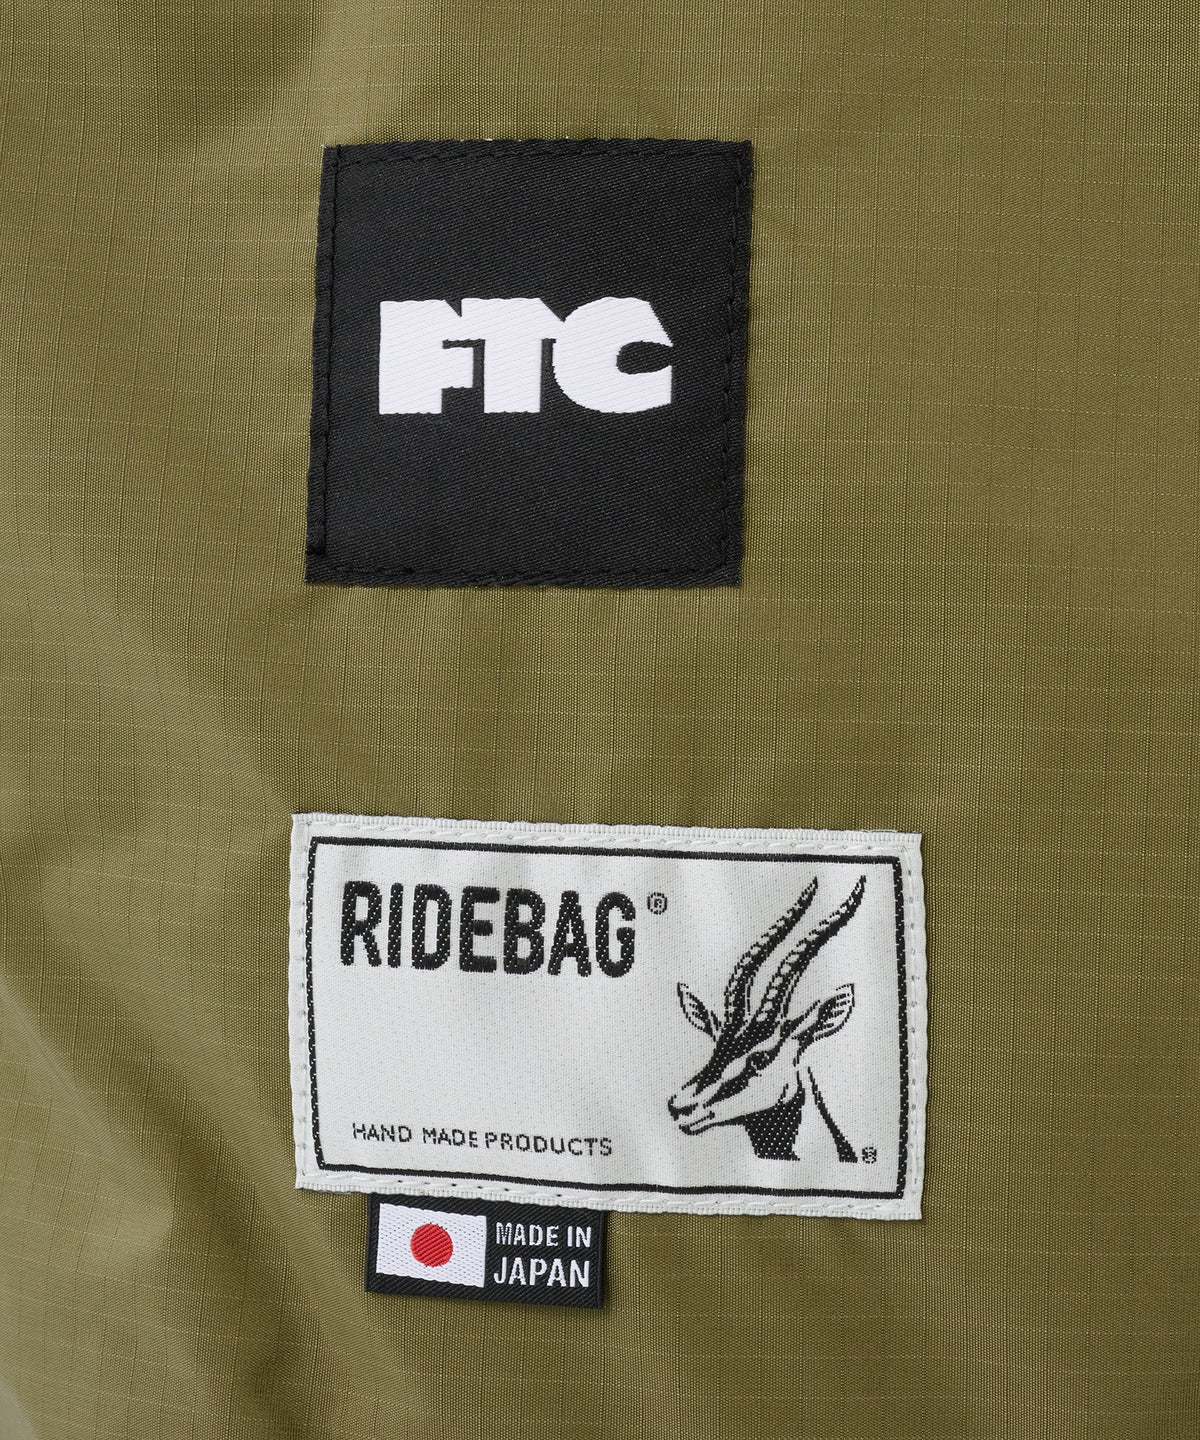 FTC
RIDEBAG®
HAND MADE PRODUCTS
®
MADE IN
JAPAN